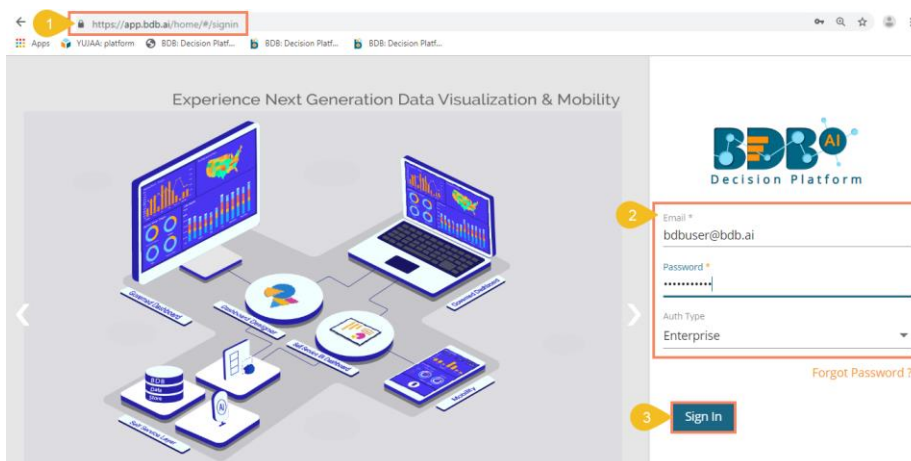 1
https://app.bdb.ai/home/#/signin
Apps YUJAA: platform BDB: Decision Platf... BDB: Decision Platf... BDB: Decision Platf...
Experience Next Generation Data Visualization & Mobility
Governed Dashboard
Dashboard Designer
Governed Dashboard
Self Service BI Dashboard
Mobility
BDB
Data
Store
AI
Self Service Layer
BDB AI
Decision Platform
2
Email *
bdbuser@bdb.ai
Password *
•••••••••••
Auth Type
Enterprise
Forgot Password ?
3
Sign In